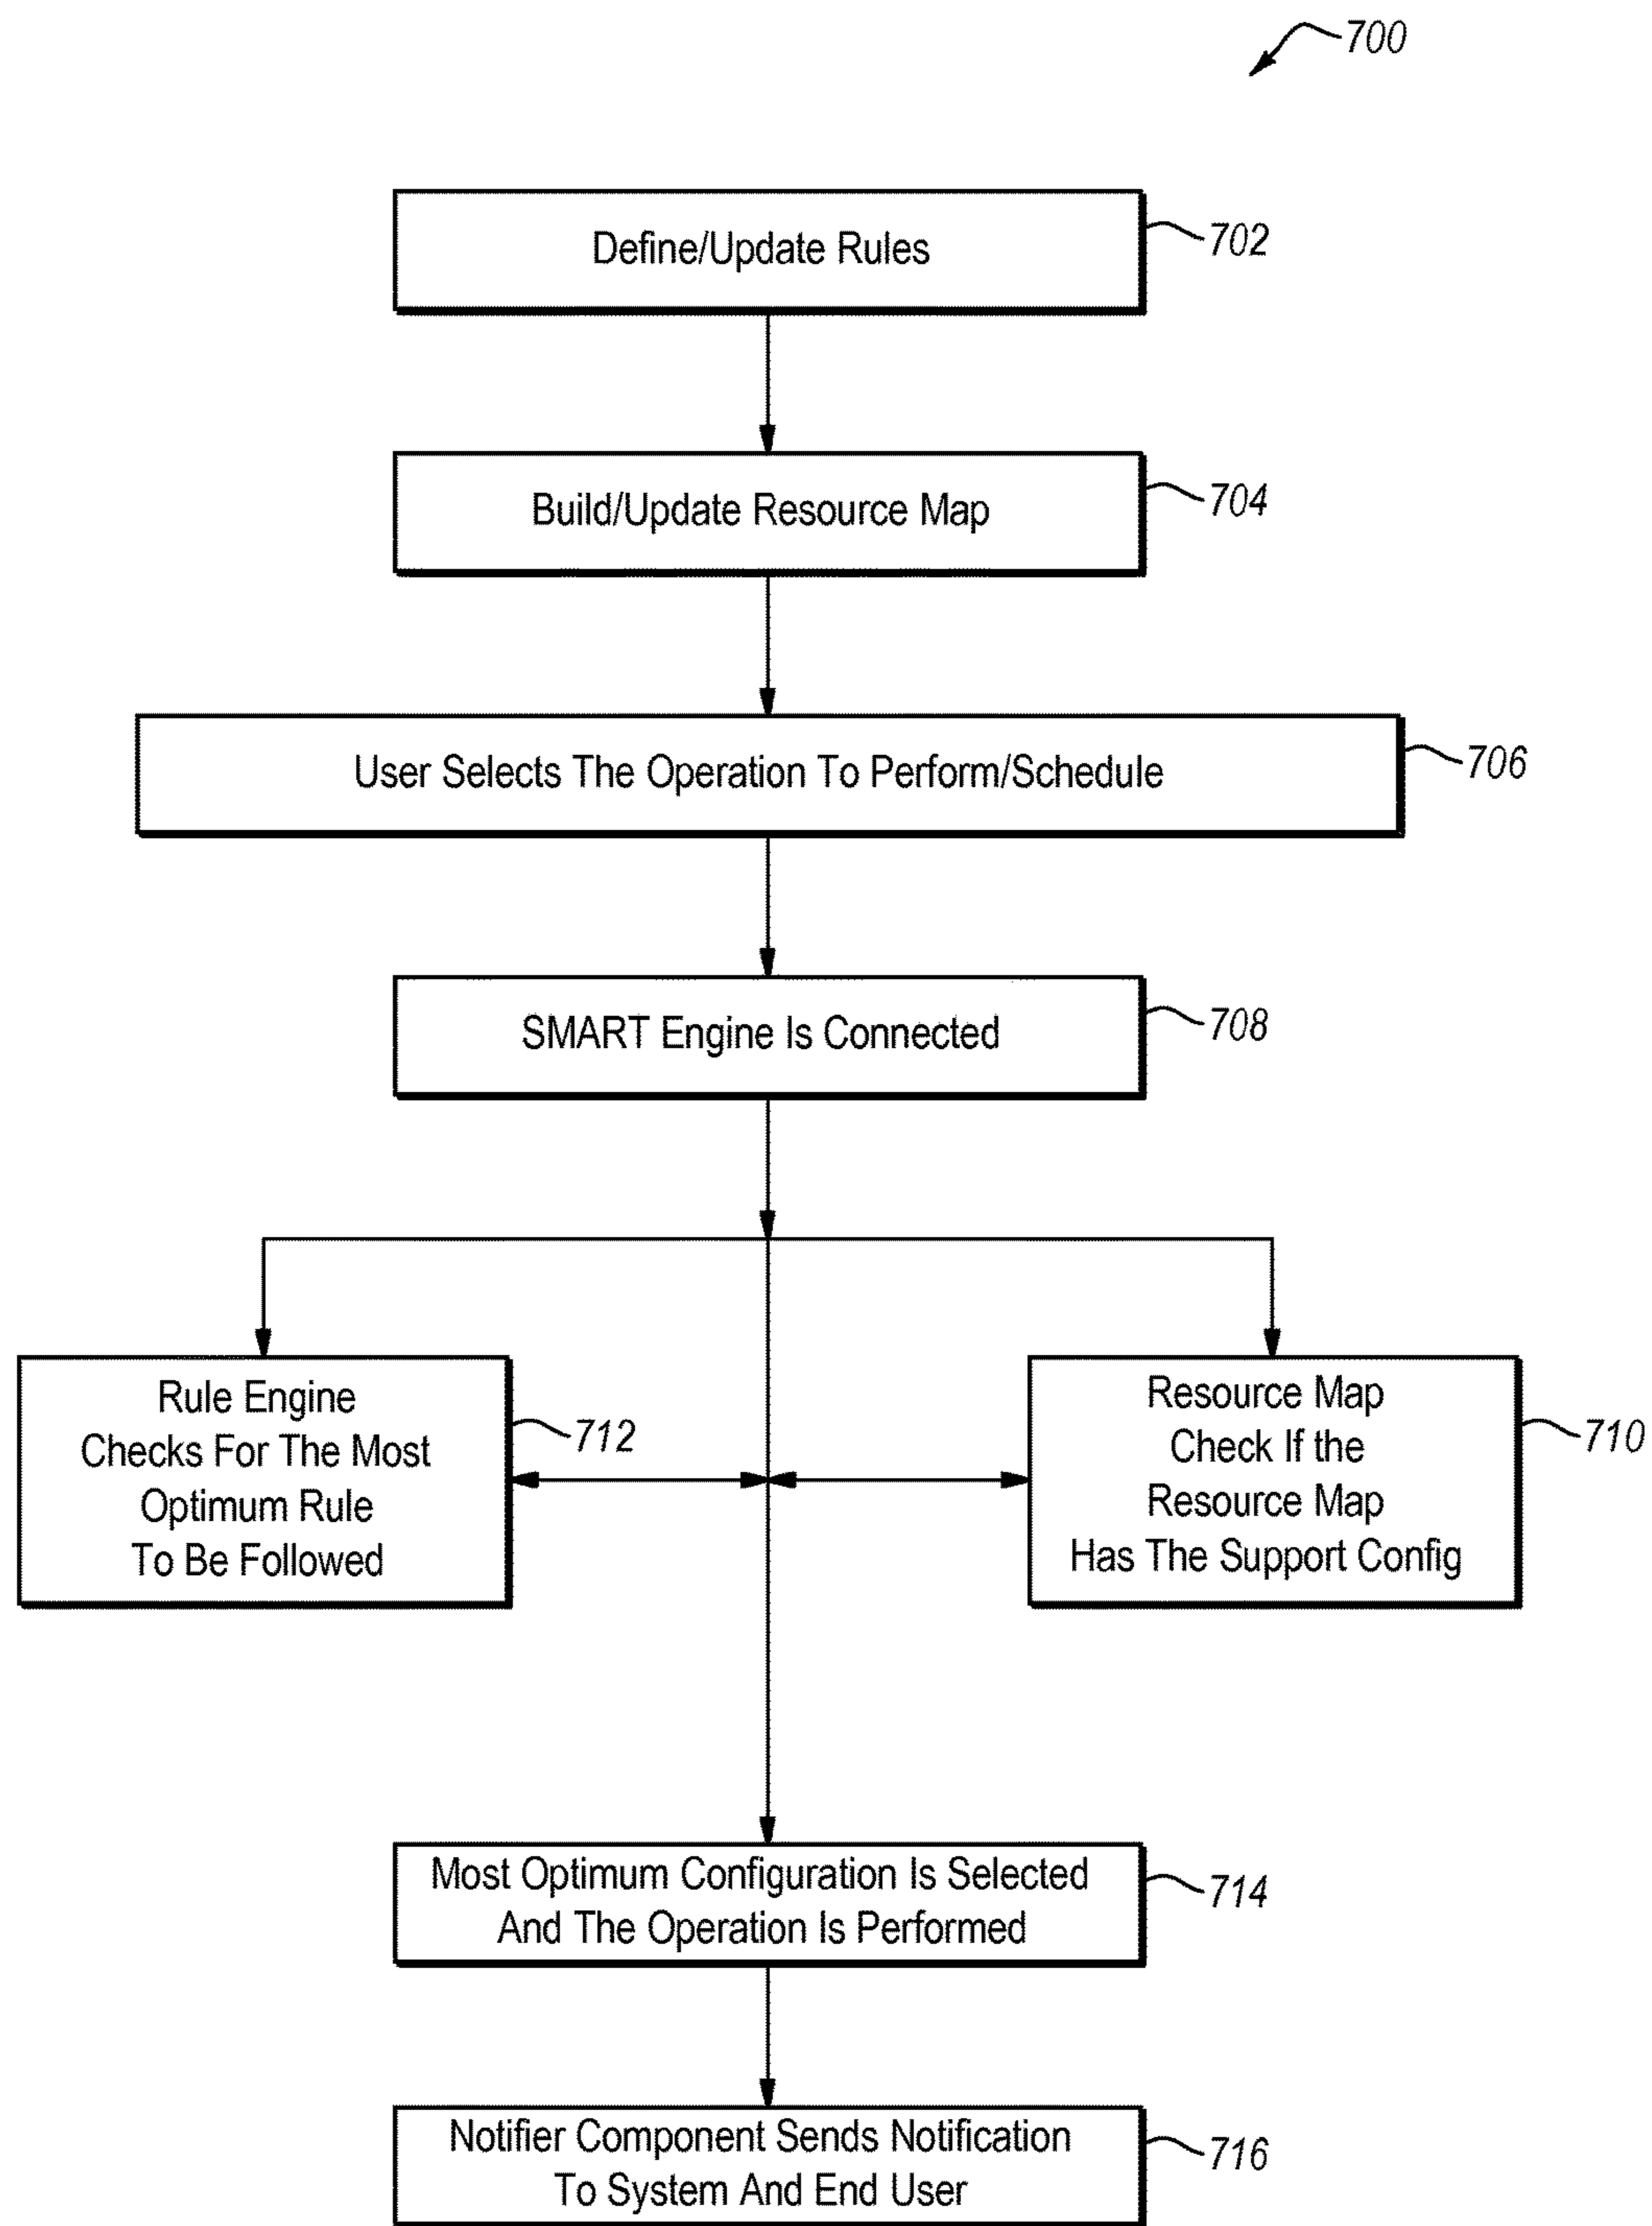 700
Define/Update Rules
702
Build/Update Resource Map
704
User Selects The Operation To Perform/Schedule
706
SMART Engine Is Connected
708
Rule Engine
Checks For The Most
Optimum Rule
To Be Followed
712
Resource Map
Check If the
Resource Map
Has The Support Config
710
Most Optimum Configuration Is Selected
And The Operation Is Performed
714
Notifier Component Sends Notification
To System And End User
716